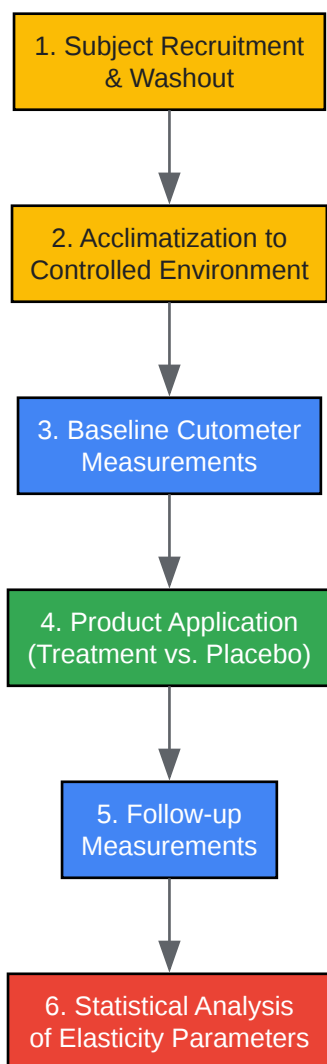 1. Subject Recruitment
& Washout
2. Acclimatization to
Controlled Environment
3. Baseline Cutometer
Measurements
4. Product Application
(Treatment vs. Placebo)
5. Follow-up
Measurements
6. Statistical Analysis
of Elasticity Parameters